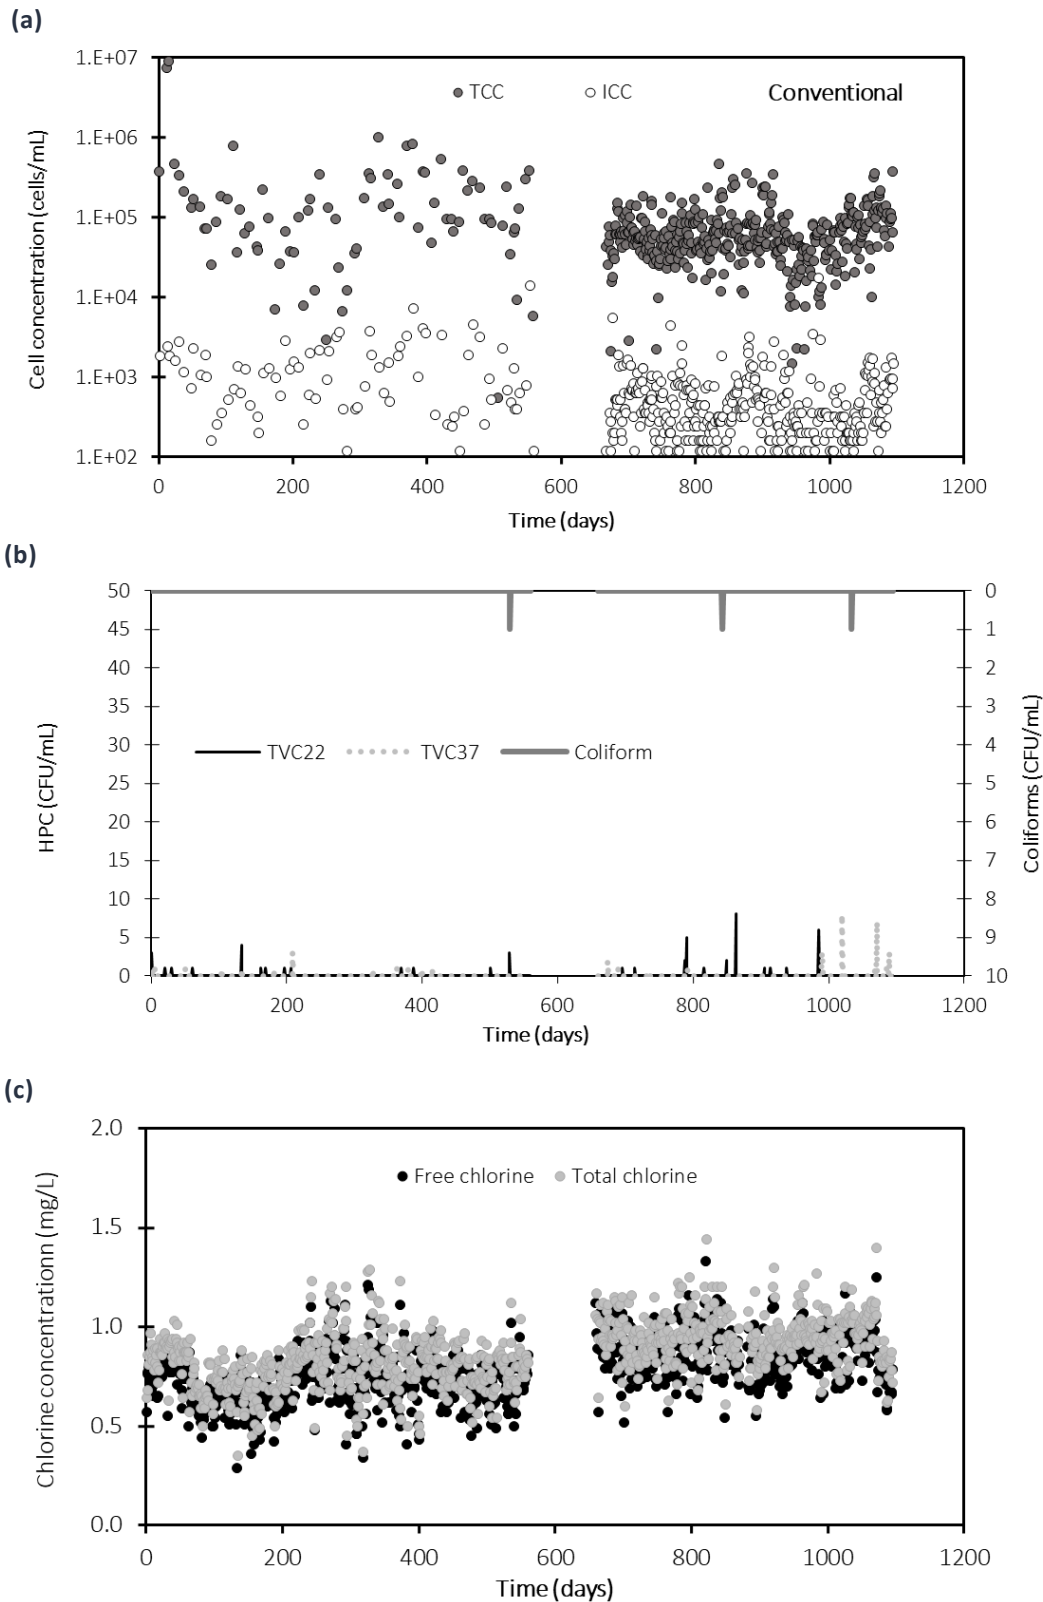 (a)
1.E+07
1.E+06
1.E+05
1.E+04
1.E+03
1.E+02
Cell concentration (cells/mL)
TCC ICC Conventional
0 200 400 600 800 1000 1200
Time (days)
(b)
50
45
40
35
30
25
20
15
10
5
0
HPC (CFU/mL)
TVC22 TVC37 Coliform
0
1
2
3
4
5
6
7
8
9
10
Coliforms (CFU/mL)
0 200 400 600 800 1000 1200
Time (days)
(c)
2.0
1.5
1.0
0.5
0.0
Chlorine concentrationn (mg/L)
Free chlorine Total chlorine
0 200 400 600 800 1000 1200
Time (days)